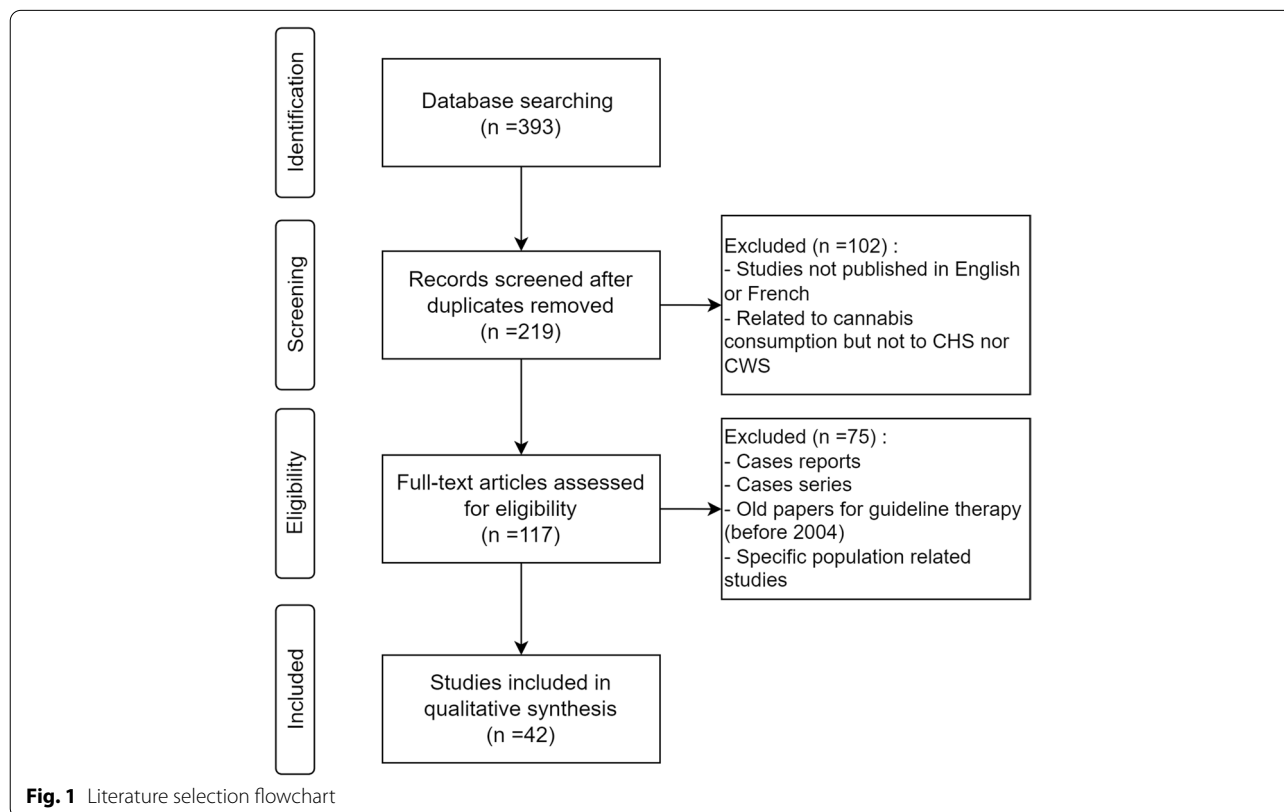 Identification
Database searching
(n =393)
Screening
Records screened after
duplicates removed
(n =219)
Excluded (n =102) :
- Studies not published in English
or French
- Related to cannabis
consumption but not to CHS nor
CWS
Eligibility
Full-text articles assessed
for eligibility
(n =117)
Excluded (n =75) :
- Cases reports
- Cases series
- Old papers for guideline therapy
(before 2004)
- Specific population related
studies
Included
Studies included in
qualitative synthesis
(n =42)
Fig. 1 Literature selection flowchart